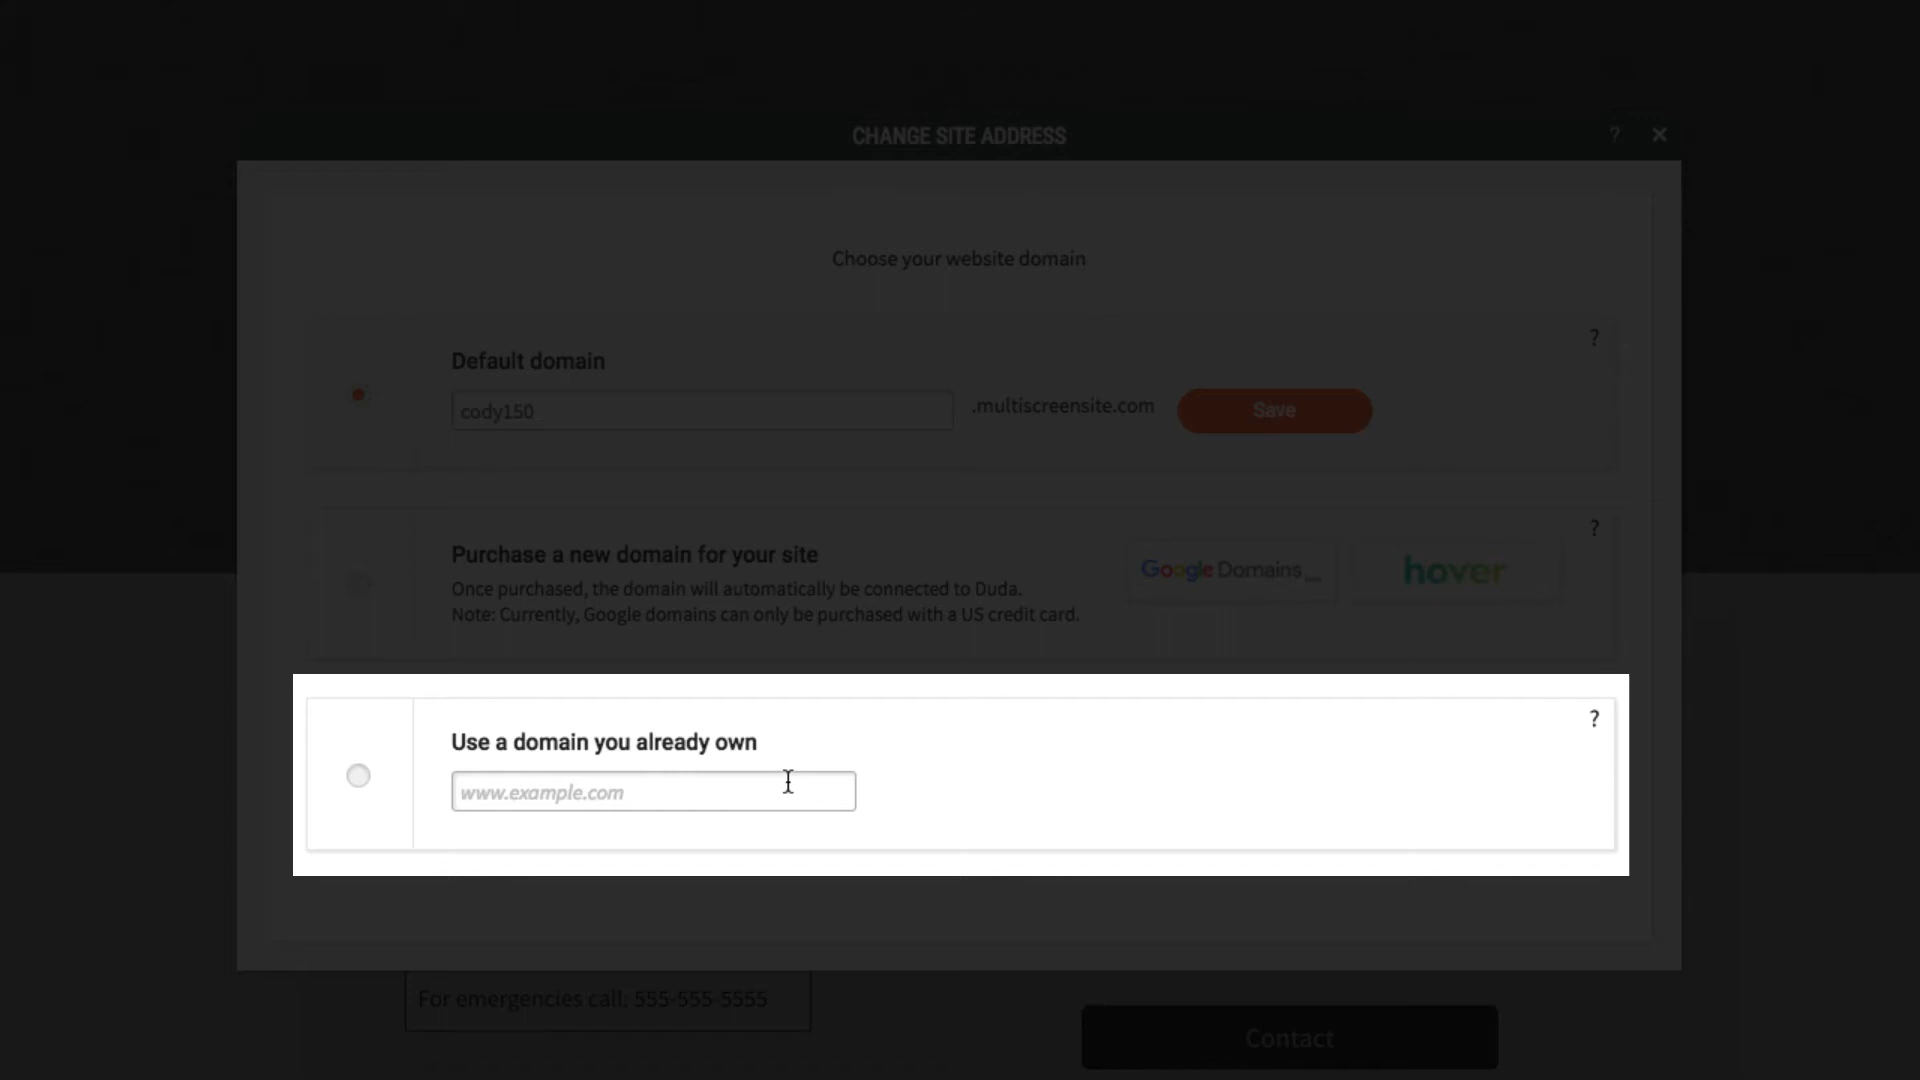 CHANGE SITE ADDRESS
? ×
Choose your website domain
?
Default domain
cody150
.multiscreensite.com
Save
?
Purchase a new domain for your site
Once purchased, the domain will automatically be connected to Duda.
Note: Currently, Google domains can only be purchased with a US credit card.
Google Domains
hover
?
Use a domain you already own
www.example.com
For emergencies call: 555-555-5555
Contact